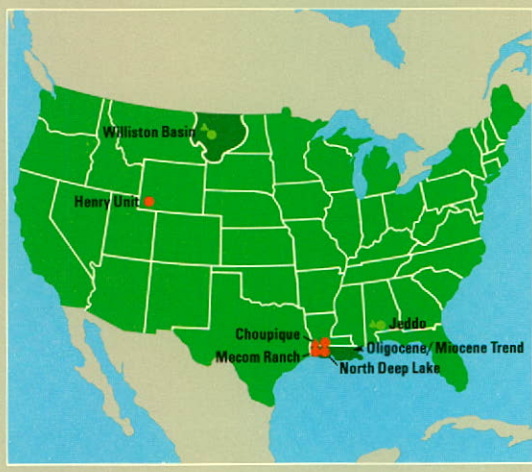 Williston Basin
Henry Unit
Jeddo
Choupique
Oligocene/Miocene Trend
Mecom Ranch
North Deep Lake